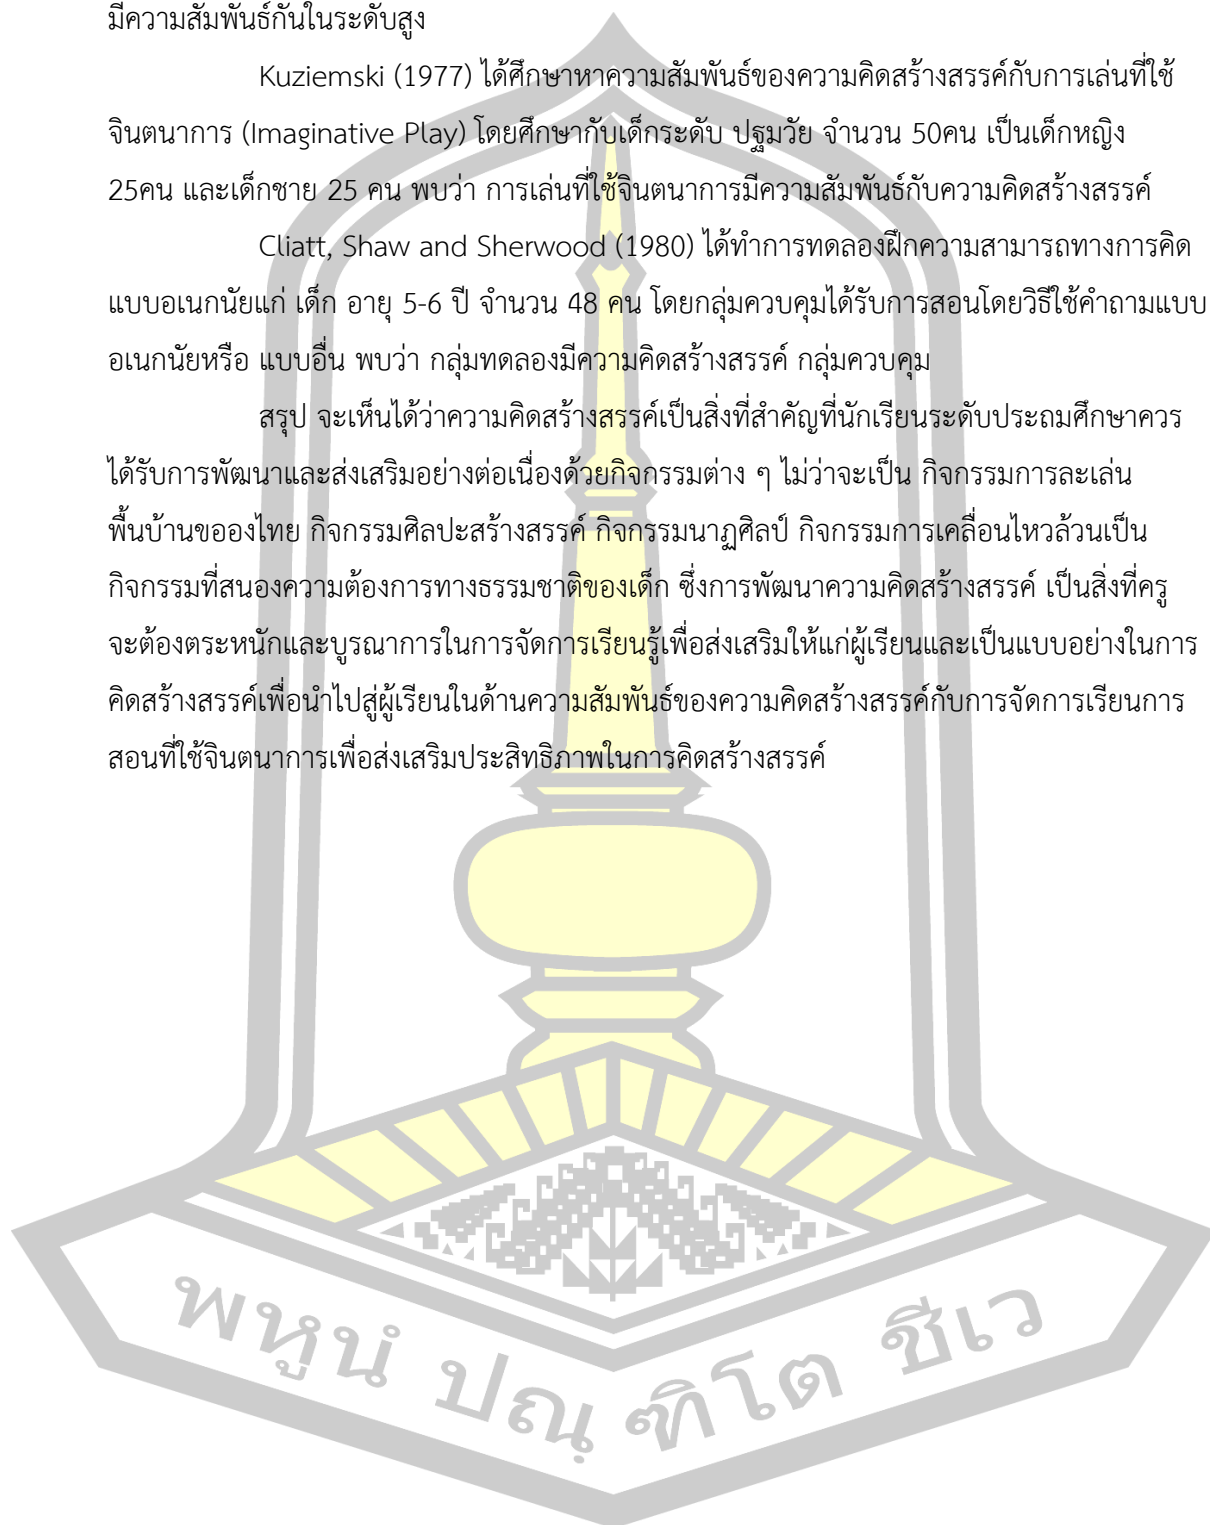 มีความสัมพันธ์กันในระดับสูง
Kuziemski (1977) ได้ศึกษาหาความสัมพันธ์ของความคิดสร้างสรรค์กับการเล่นที่ใช้
จินตนาการ (Imaginative Play) โดยศึกษากับเด็กระดับ ปฐมวัย จำนวน 50คน เป็นเด็กหญิง
25คน และเด็กชาย 25 คน พบว่า การเล่นที่ใช้จินตนาการมีความสัมพันธ์กับความคิดสร้างสรรค์
Cliatt, Shaw and Sherwood (1980) ได้ทำการทดลองฝึกความสามารถทางการคิด
แบบอเนกนัยแก่ เด็ก อายุ 5-6 ปี จำนวน 48 คน โดยกลุ่มควบคุมได้รับการสอนโดยวิธีใช้คำถามแบบ
อเนกนัยหรือ แบบอื่น พบว่า กลุ่มทดลองมีความคิดสร้างสรรค์ กลุ่มควบคุม
สรุป จะเห็นได้ว่าความคิดสร้างสรรค์เป็นสิ่งที่สำคัญที่นักเรียนระดับประถมศึกษาควร
ได้รับการพัฒนาและส่งเสริมอย่างต่อเนื่องด้วยกิจกรรมต่าง ๆ ไม่ว่าจะเป็น กิจกรรมการละเล่น
พื้นบ้านขอองไทย กิจกรรมศิลปะสร้างสรรค์ กิจกรรมนาฏศิลป์ กิจกรรมการเคลื่อนไหวล้วนเป็น
กิจกรรมที่สนองความต้องการทางธรรมชาติของเด็ก ซึ่งการพัฒนาความคิดสร้างสรรค์ เป็นสิ่งที่ครู
จะต้องตระหนักและบูรณาการในการจัดการเรียนรู้เพื่อส่งเสริมให้แก่ผู้เรียนและเป็นแบบอย่างในการ
คิดสร้างสรรค์เพื่อนำไปสู่ผู้เรียนในด้านความสัมพันธ์ของความคิดสร้างสรรค์กับการจัดการเรียนการ
สอนที่ใช้จินตนาการเพื่อส่งเสริมประสิทธิภาพในการคิดสร้างสรรค์
พหูนํ ปณฺ ฑิโต ชีเว